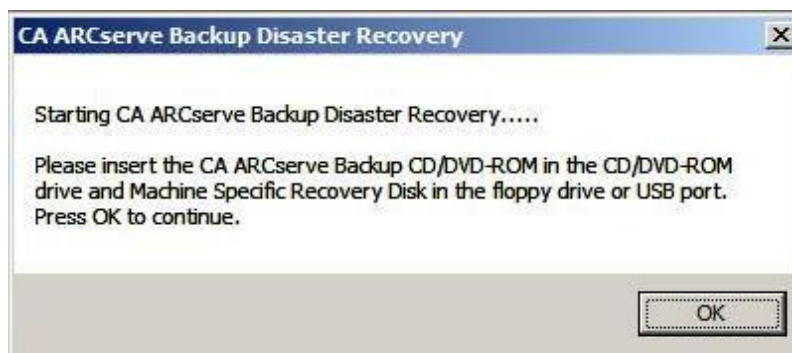 CA ARCserve Backup Disaster Recovery
Starting CA ARCserve Backup Disaster Recovery.....
Please insert the CA ARCserve Backup CD/DVD-ROM in the CD/DVD-ROM
drive and Machine Specific Recovery Disk in the floppy drive or USB port.
Press OK to continue.
OK